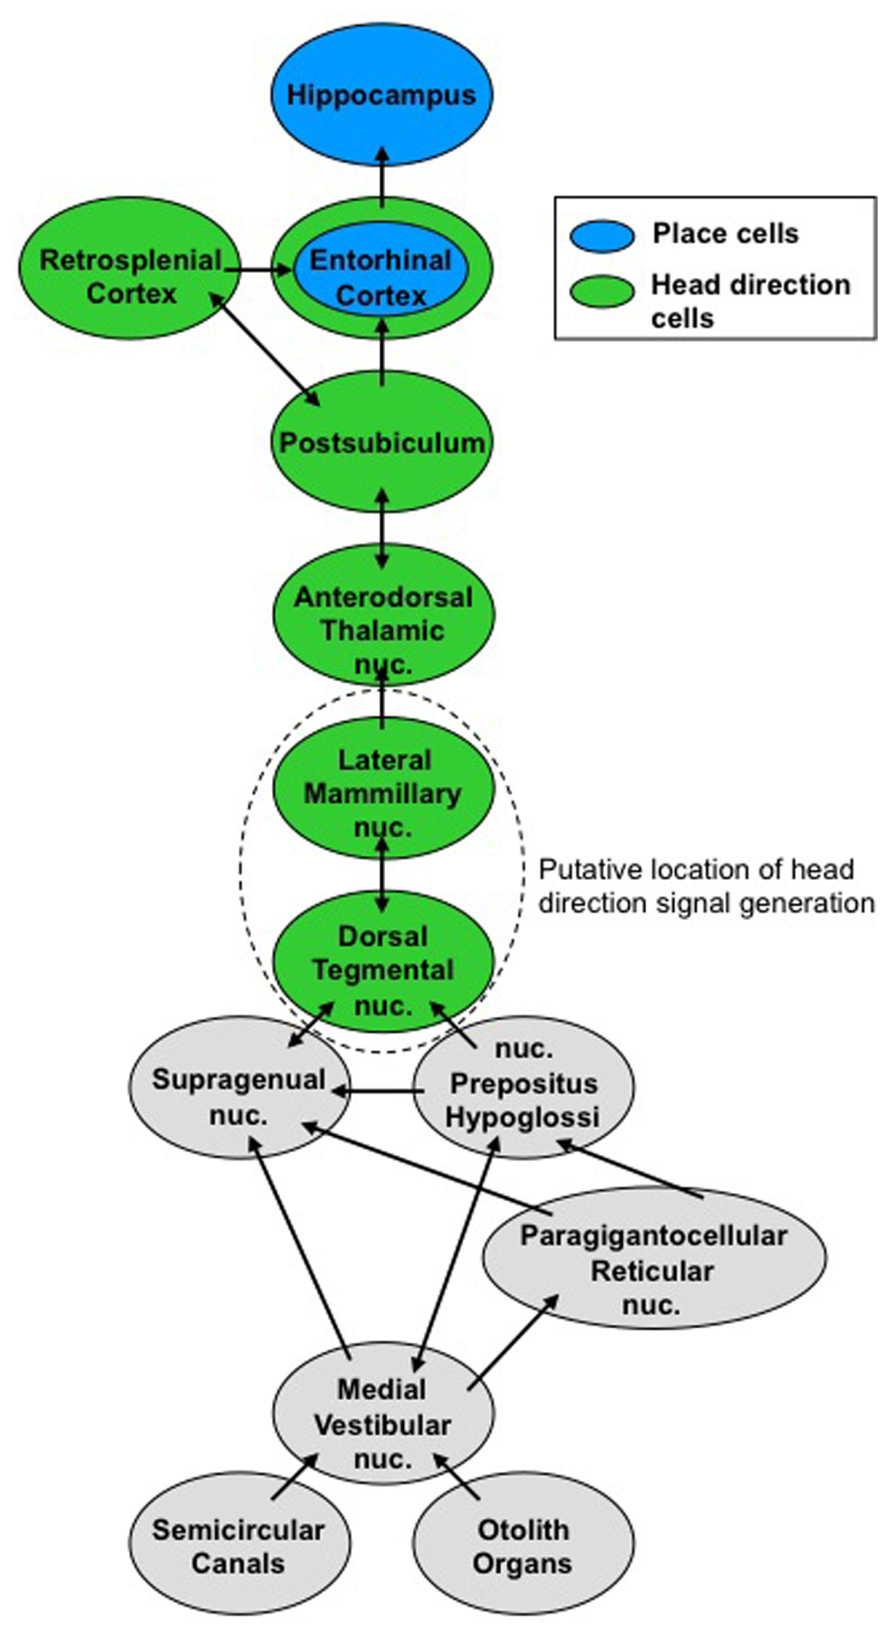 Hippocampus
Retrosplenial
Cortex
Entorhinal
Cortex
Place cells
Head direction
cells
Postsubiculum
Anterodorsal
Thalamic
nuc.
Lateral
Mammillary
nuc.
Putative location of head
direction signal generation
Dorsal
Tegmental
nuc.
Supragenual
nuc.
nuc.
Prepositus
Hypoglossi
Paragigantocellular
Reticular
nuc.
Medial
Vestibular
nuc.
Semicircular
Canals
Otolith
Organs